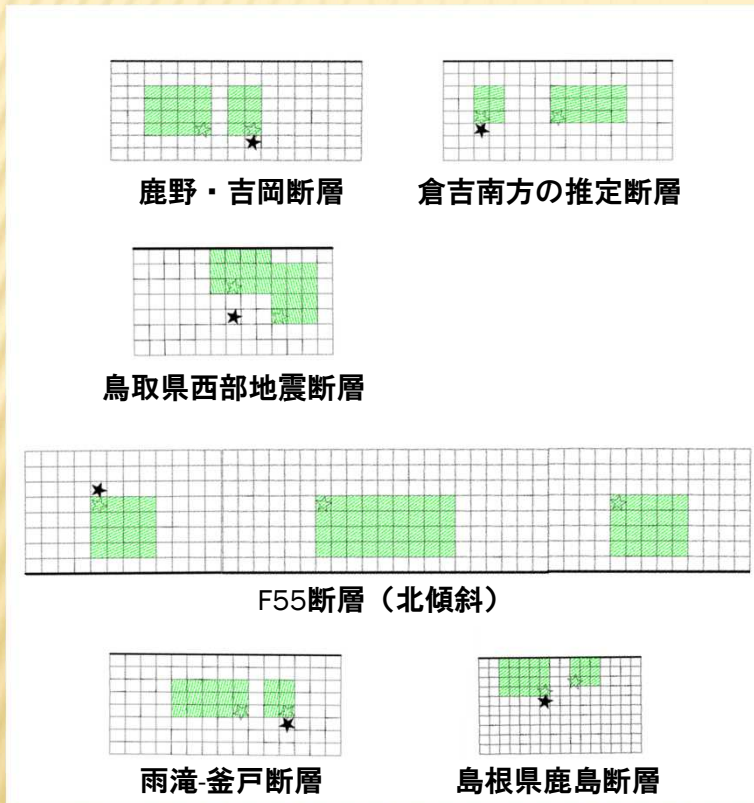 鹿野・吉岡断層
倉吉南方の推定断層
鳥取県西部地震断層
F55断層（北傾斜）
雨滝-釜戸断層
島根県鹿島断層